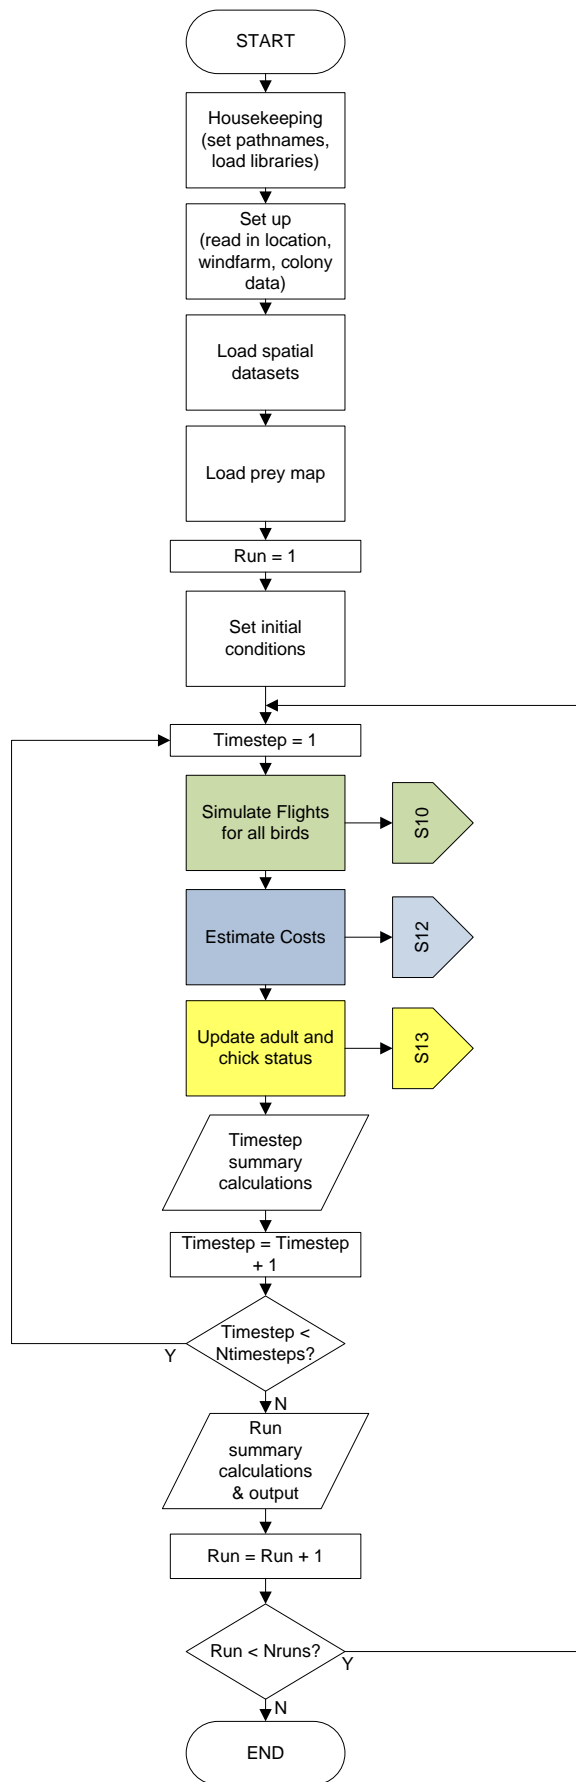 START
Housekeeping
(set pathnames,
load libraries)
Set up
(read in location,
windfarm, colony
data)
Load spatial
datasets
Load prey map
Run = 1
Set initial
conditions
Timestep = 1
Simulate Flights
for all birds
S10
Estimate Costs
S12
Update adult and
chick status
S13
Timestep
summary
calculations
Timestep = Timestep
+ 1
Timestep <
Ntimesteps?
Y
N
Run
summary
calculations
& output
Run = Run + 1
Run < Nruns?
Y
N
END